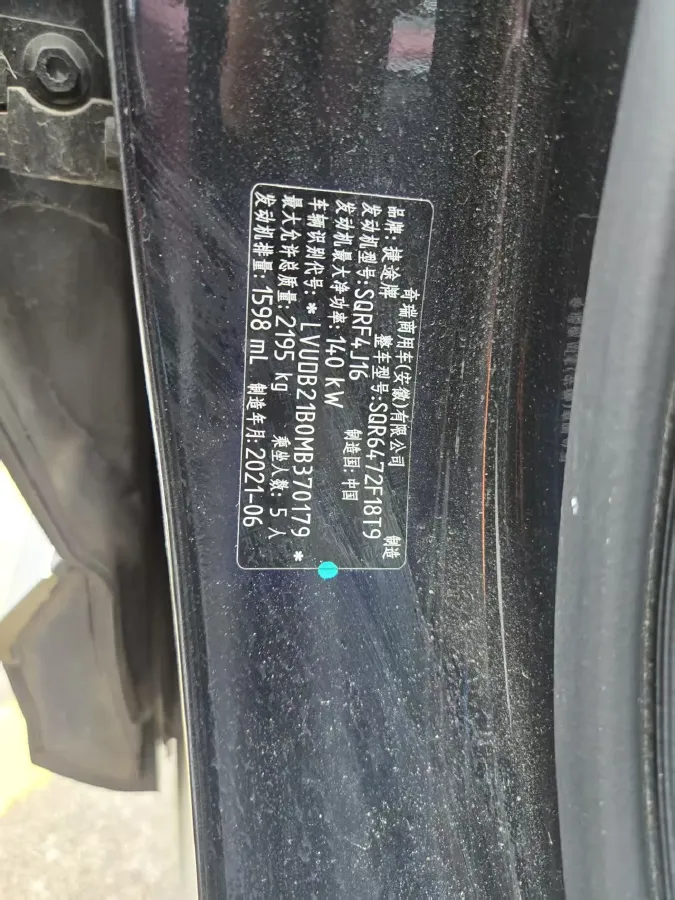 奇瑞商用车(安徽)有限公司 制造
品牌: 捷途牌 整车型号:SQR6472F18T9
发动机型号:SQRF4J16 制造国: 中国
发动机最大净功率: 140 kW
车辆识别代号: *LVUDB21B0MB370179*
最大允许总质量: 2195 kg 乘坐人数: 5 人
发动机排量: 1598 mL 制造年月: 2021-06